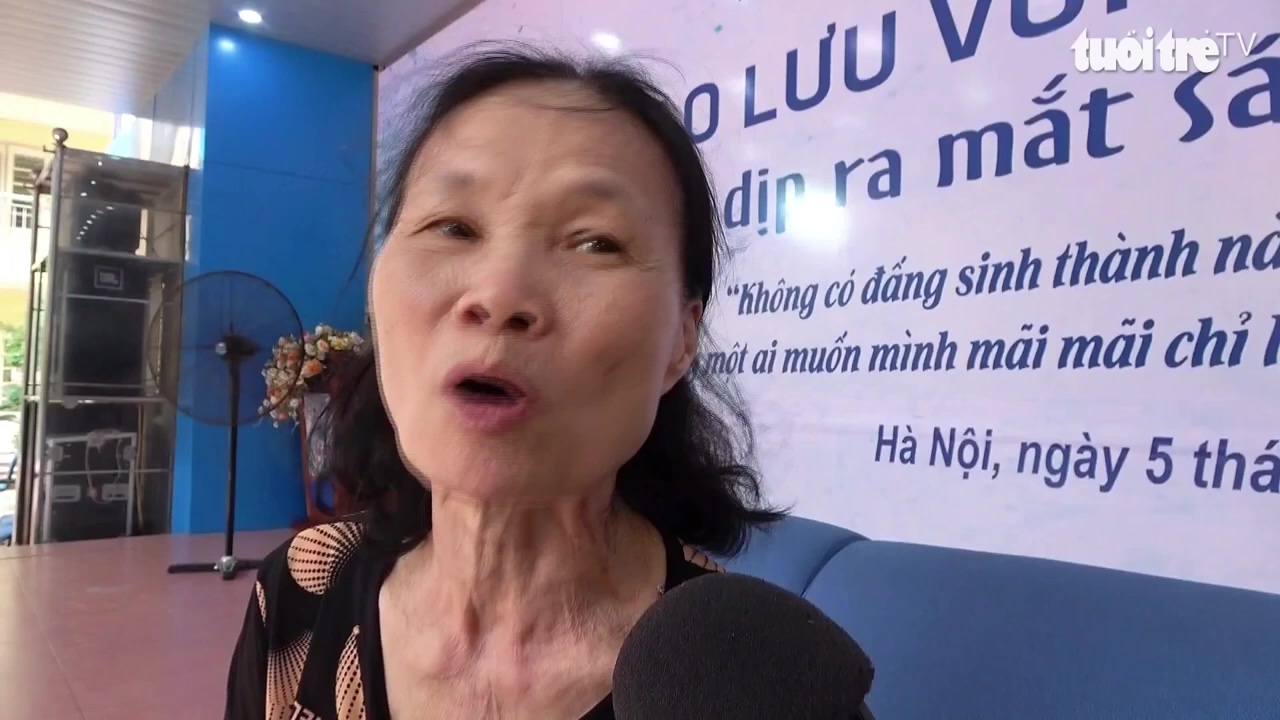 tuổi trẻ TV
O LƯU VỚI
dịp ra mắt sá
“Không có đấng sinh thành nà
một ai muốn mình mãi mãi chỉ l
Hà Nội, ngày 5 thá